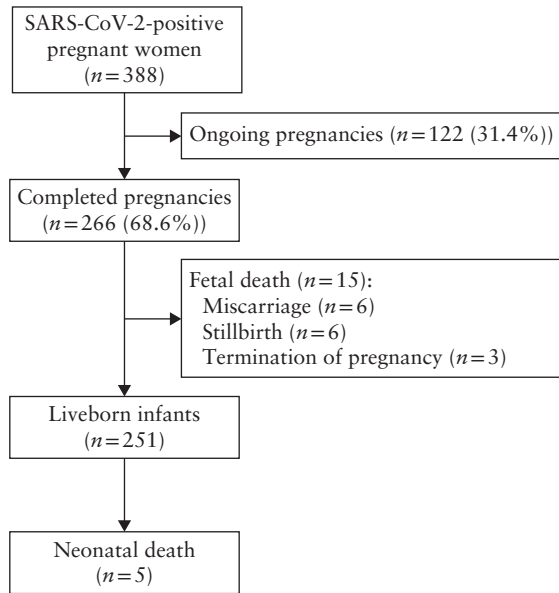 SARS-CoV-2-positive
pregnant women
(n=388)
Ongoing pregnancies (n=122 (31.4%))
Completed pregnancies
(n=266 (68.6%))
Fetal death (n=15):
Miscarriage (n=6)
Stillbirth (n=6)
Termination of pregnancy (n=3)
Liveborn infants
(n=251)
Neonatal death
(n=5)